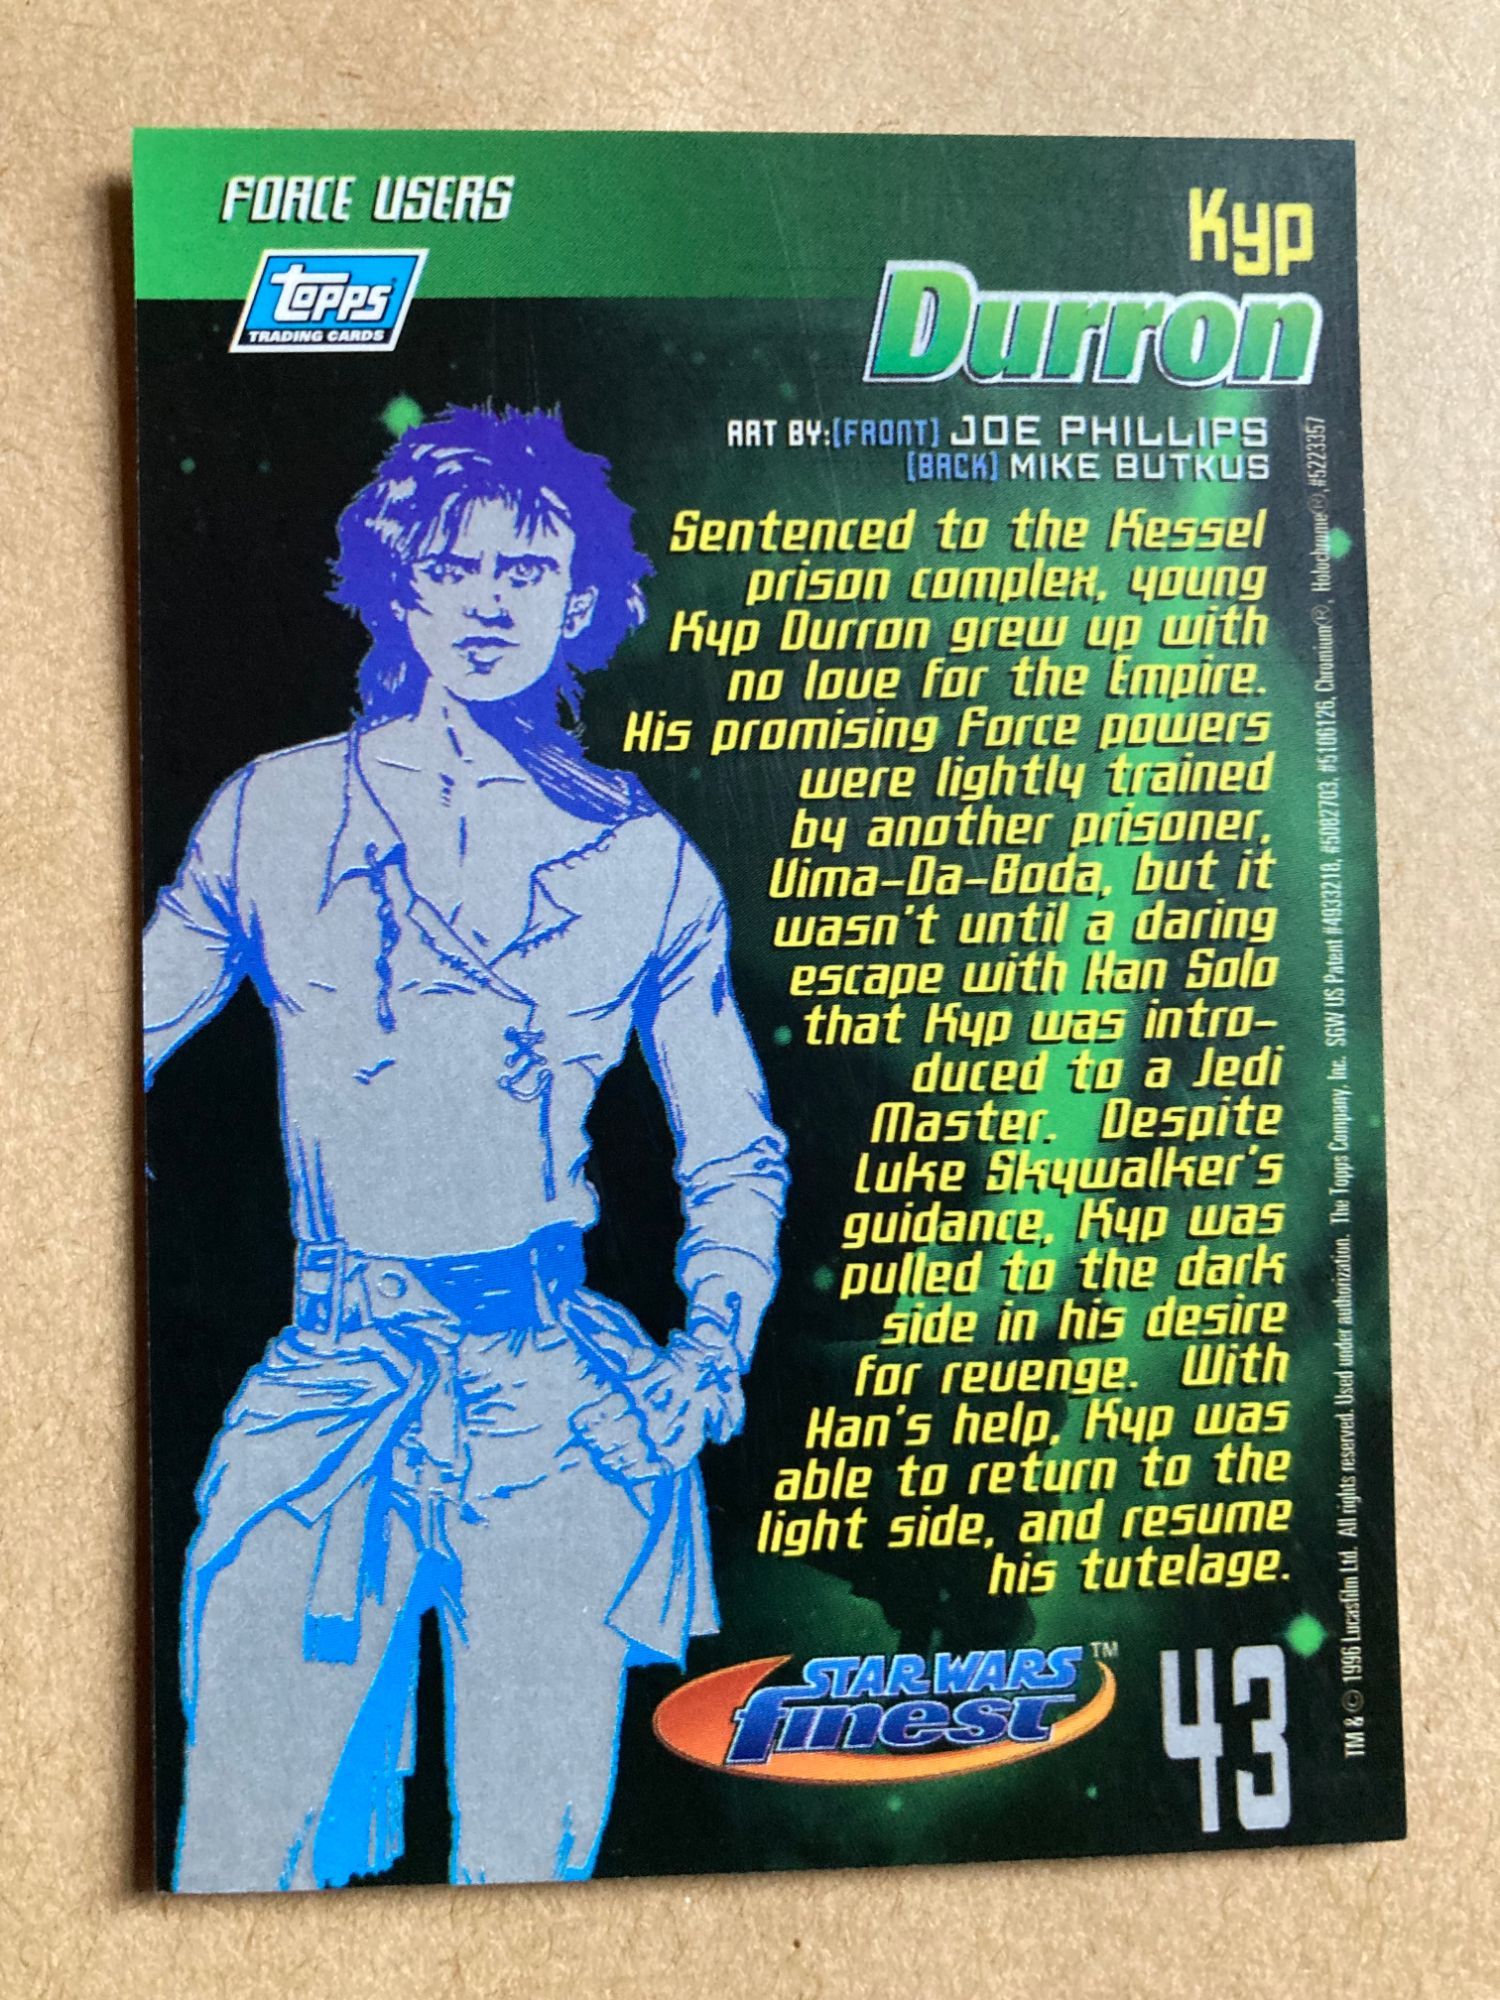 FORCE USERS
topps
TRADING CARDS
Kyp
Durron
ART BY:(FRONT) JOE PHILLIPS
(BACK) MIKE BUTKUS
Sentenced to the Kessel
prison complex, young
Kyp Durron grew up with
no love for the Empire.
His promising Force powers
were lightly trained
by another prisoner,
Vima-Da-Boda, but it
wasn't until a daring
escape with Han Solo
that Kyp was intro-
duced to a Jedi
Master. Despite
Luke Skywalker's
guidance, Kyp was
pulled to the dark
side in his desire
for revenge. With
Han's help, Kyp was
able to return to the
light side, and resume
his tutelage.
STAR WARS TM
finest
43
TM & © 1996 Lucasfilm Ltd. All rights reserved. Used under authorization. The Topps Company, Inc. SGW US Patent #4933218, #5082703, #5106126, Chromium®, Holochrome®, #5223357